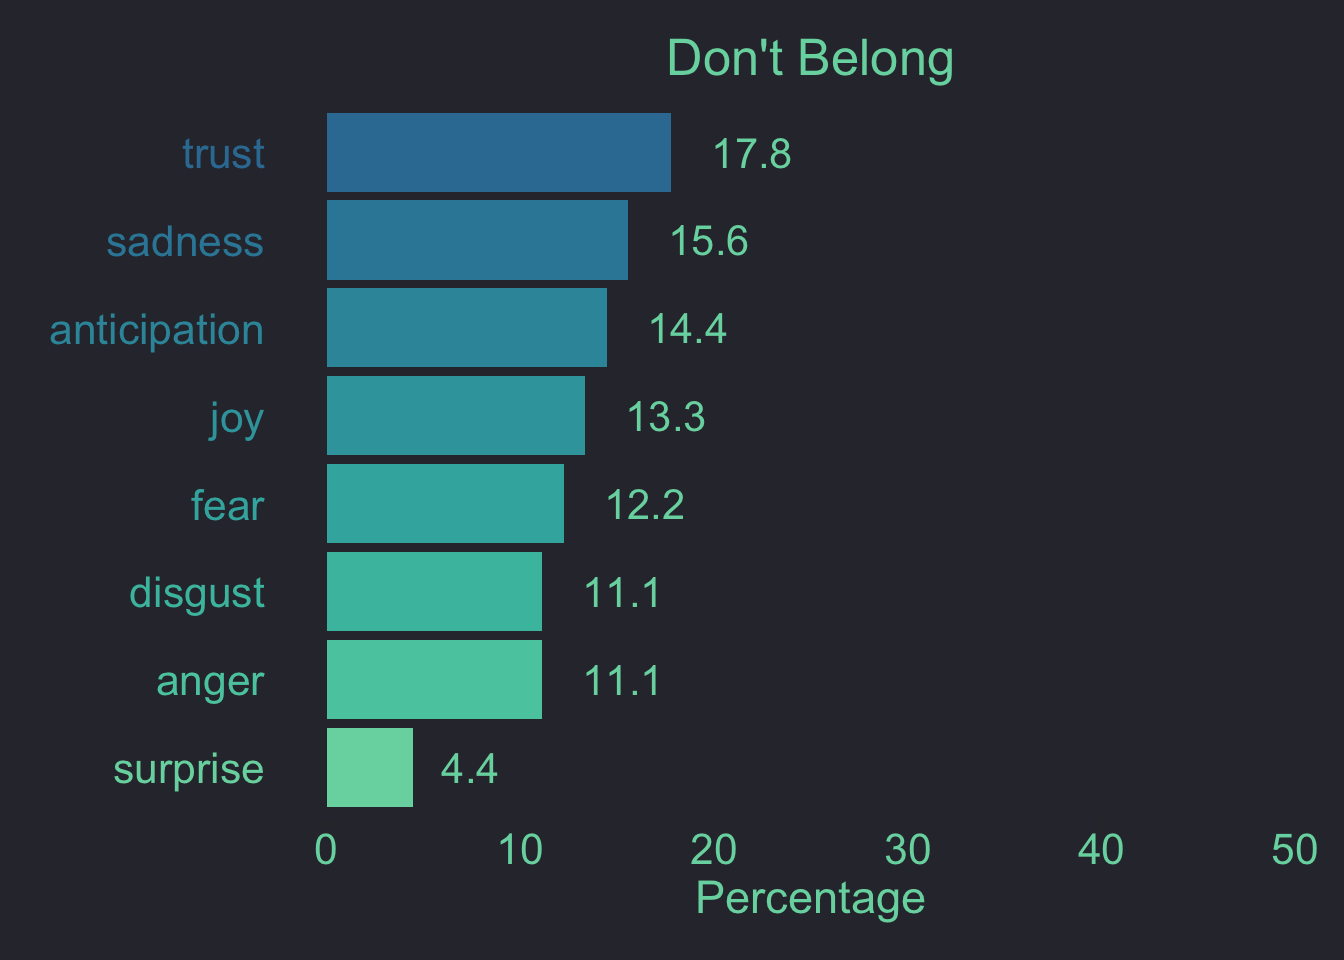 Don't Belong
trust 17.8
sadness 15.6
anticipation 14.4
joy 13.3
fear 12.2
disgust 11.1
anger 11.1
surprise 4.4
0 10 20 30 40 50
Percentage